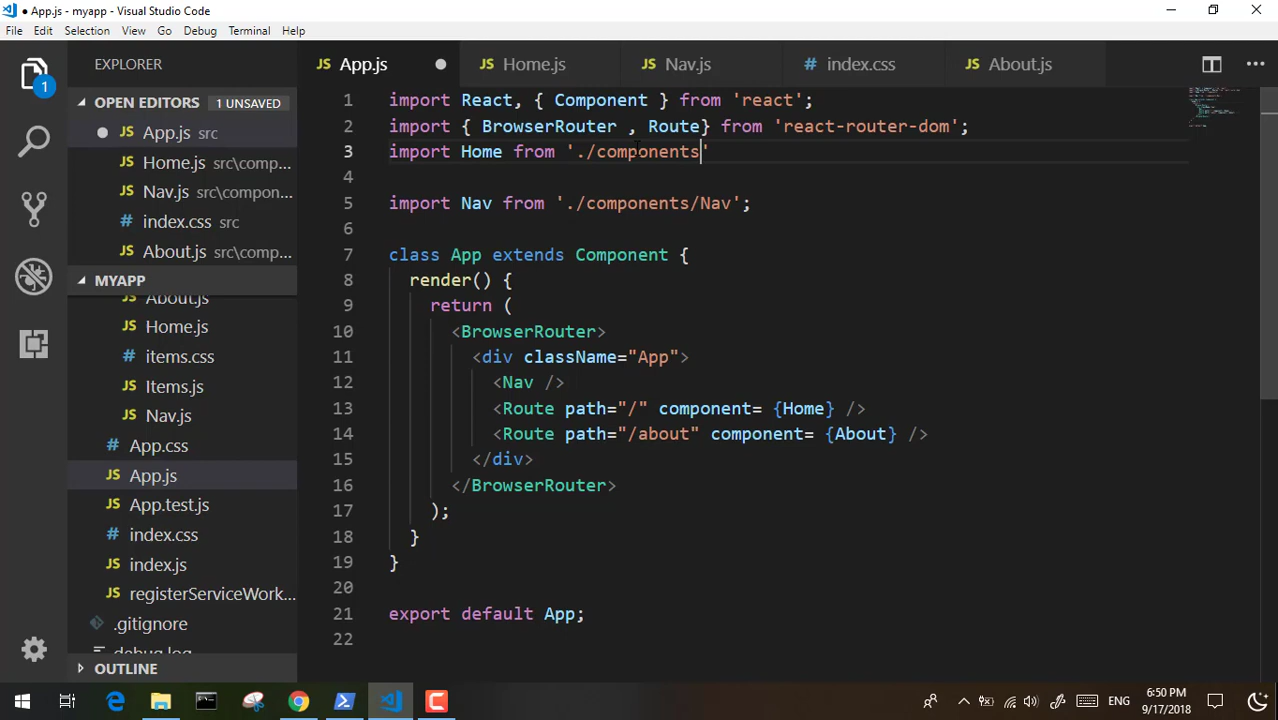 App.js - myapp - Visual Studio Code
File Edit Selection View Go Debug Terminal Help
EXPLORER
OPEN EDITORS 1 UNSAVED
App.js src
Home.js src
Nav.js src\compon...
index.css src
About.js src\comp...
MYAPP
About.js
Home.js
items.css
Items.js
Nav.js
App.css
App.js
App.test.js
index.css
index.js
registerServiceWork...
.gitignore
debug.log
OUTLINE
1
App.js Home.js Nav.js index.css About.js
1 import React, { Component } from 'react';
2 import { BrowserRouter , Route} from 'react-router-dom';
3 import Home from './components'
4
5 import Nav from './components/Nav';
6
7 class App extends Component {
8 render() {
9 return (
10 <BrowserRouter>
11 <div className="App">
12 <Nav />
13 <Route path="/" component= {Home} />
14 <Route path="/about" component= {About} />
15 </div>
16 </BrowserRouter>
17 );
18 }
19 }
20
21 export default App;
22
ENG
6:50 PM
9/17/2018